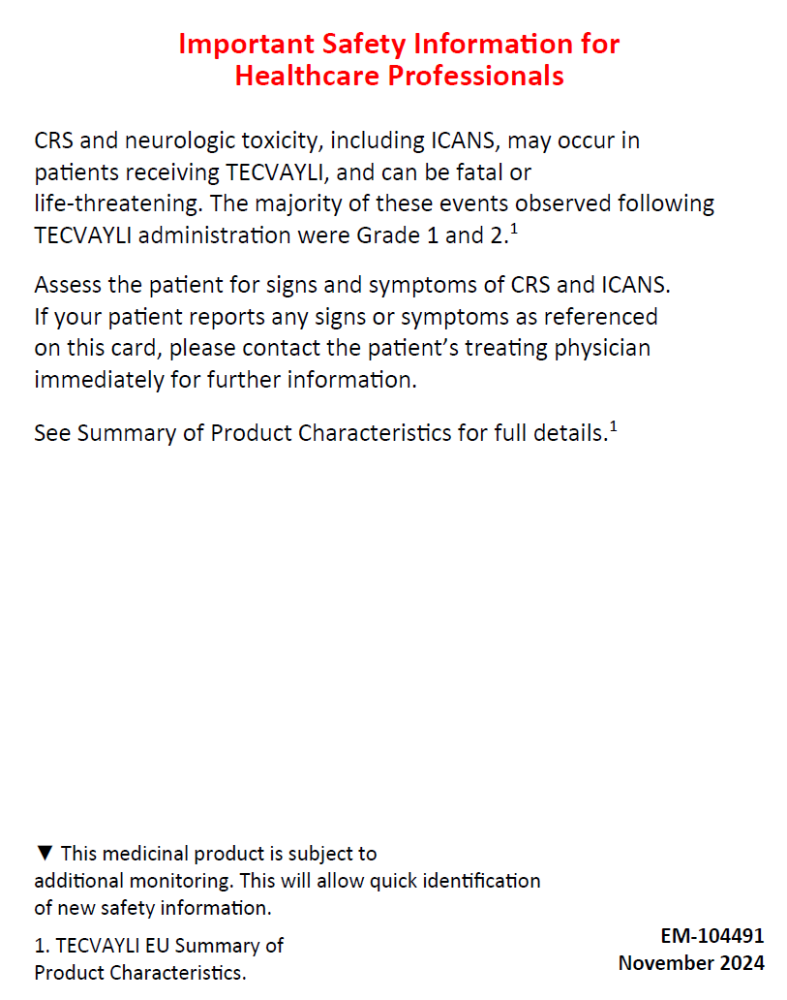 Important Safety Information for
Healthcare Professionals
CRS and neurologic toxicity, including ICANS, may occur in
patients receiving TECVAYLI, and can be fatal or
life-threatening. The majority of these events observed following
TECVAYLI administration were Grade 1 and 2.¹
Assess the patient for signs and symptoms of CRS and ICANS.
If your patient reports any signs or symptoms as referenced
on this card, please contact the patient’s treating physician
immediately for further information.
See Summary of Product Characteristics for full details.¹
▼ This medicinal product is subject to
additional monitoring. This will allow quick identification
of new safety information.
1. TECVAYLI EU Summary of
Product Characteristics.
EM-104491
November 2024